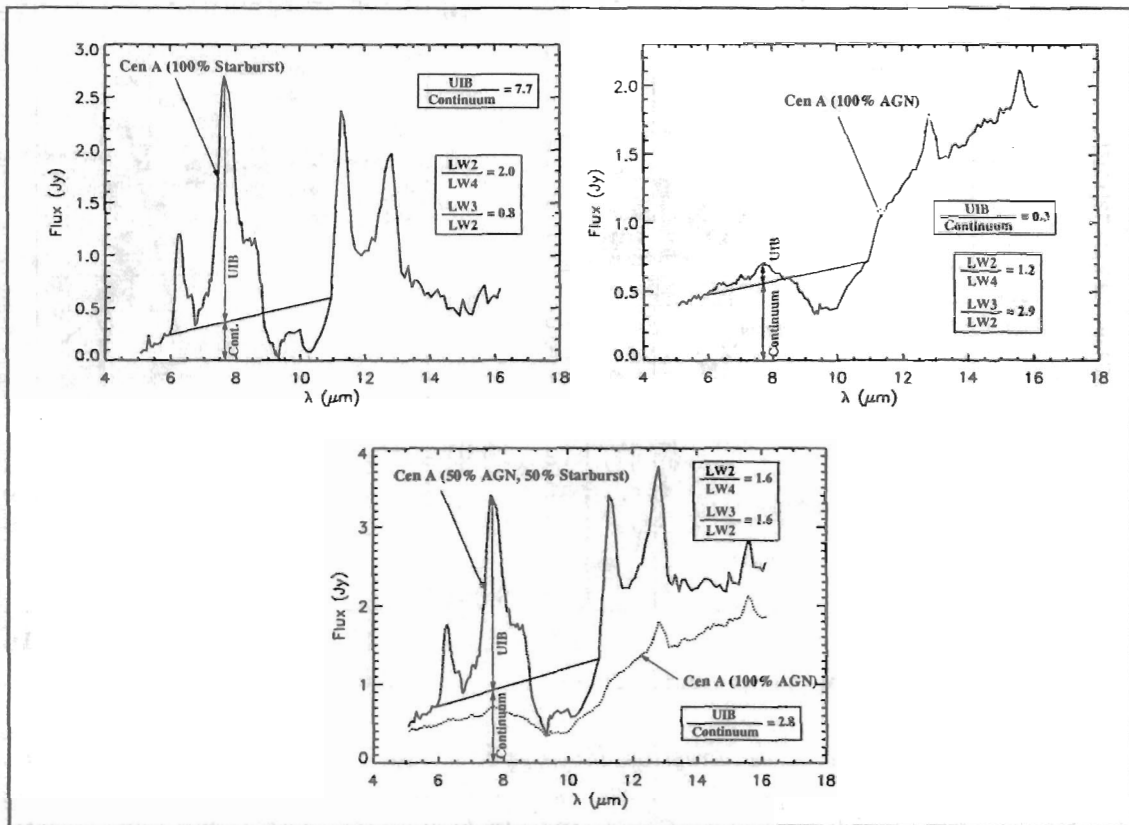 3.0
2.5
2.0
1.5
1.0
0.5
0.0
Flux (Jy)
Cen A (100% Starburst)
UIB
Continuum
= 7.7
LW2
LW4
= 2.0
LW3
LW2
= 0.8
UIB
Cont.
4 6 8 10 12 14 16 18
λ (μm)
2.0
1.5
1.0
0.5
0.0
Flux (Jy)
Cen A (100% AGN)
UIB
Continuum
= 0.3
LW2
LW4
= 1.2
LW3
LW2
= 2.9
UIB
Continuum
4 6 8 10 12 14 16 18
λ (μm)
4
3
2
1
0
Flux (Jy)
Cen A (50% AGN, 50% Starburst)
LW2
LW4
= 1.6
LW3
LW2
= 1.6
UIB
Continuum
Cen A (100% AGN)
UIB
Continuum
= 2.8
4 6 8 10 12 14 16 18
λ (μm)